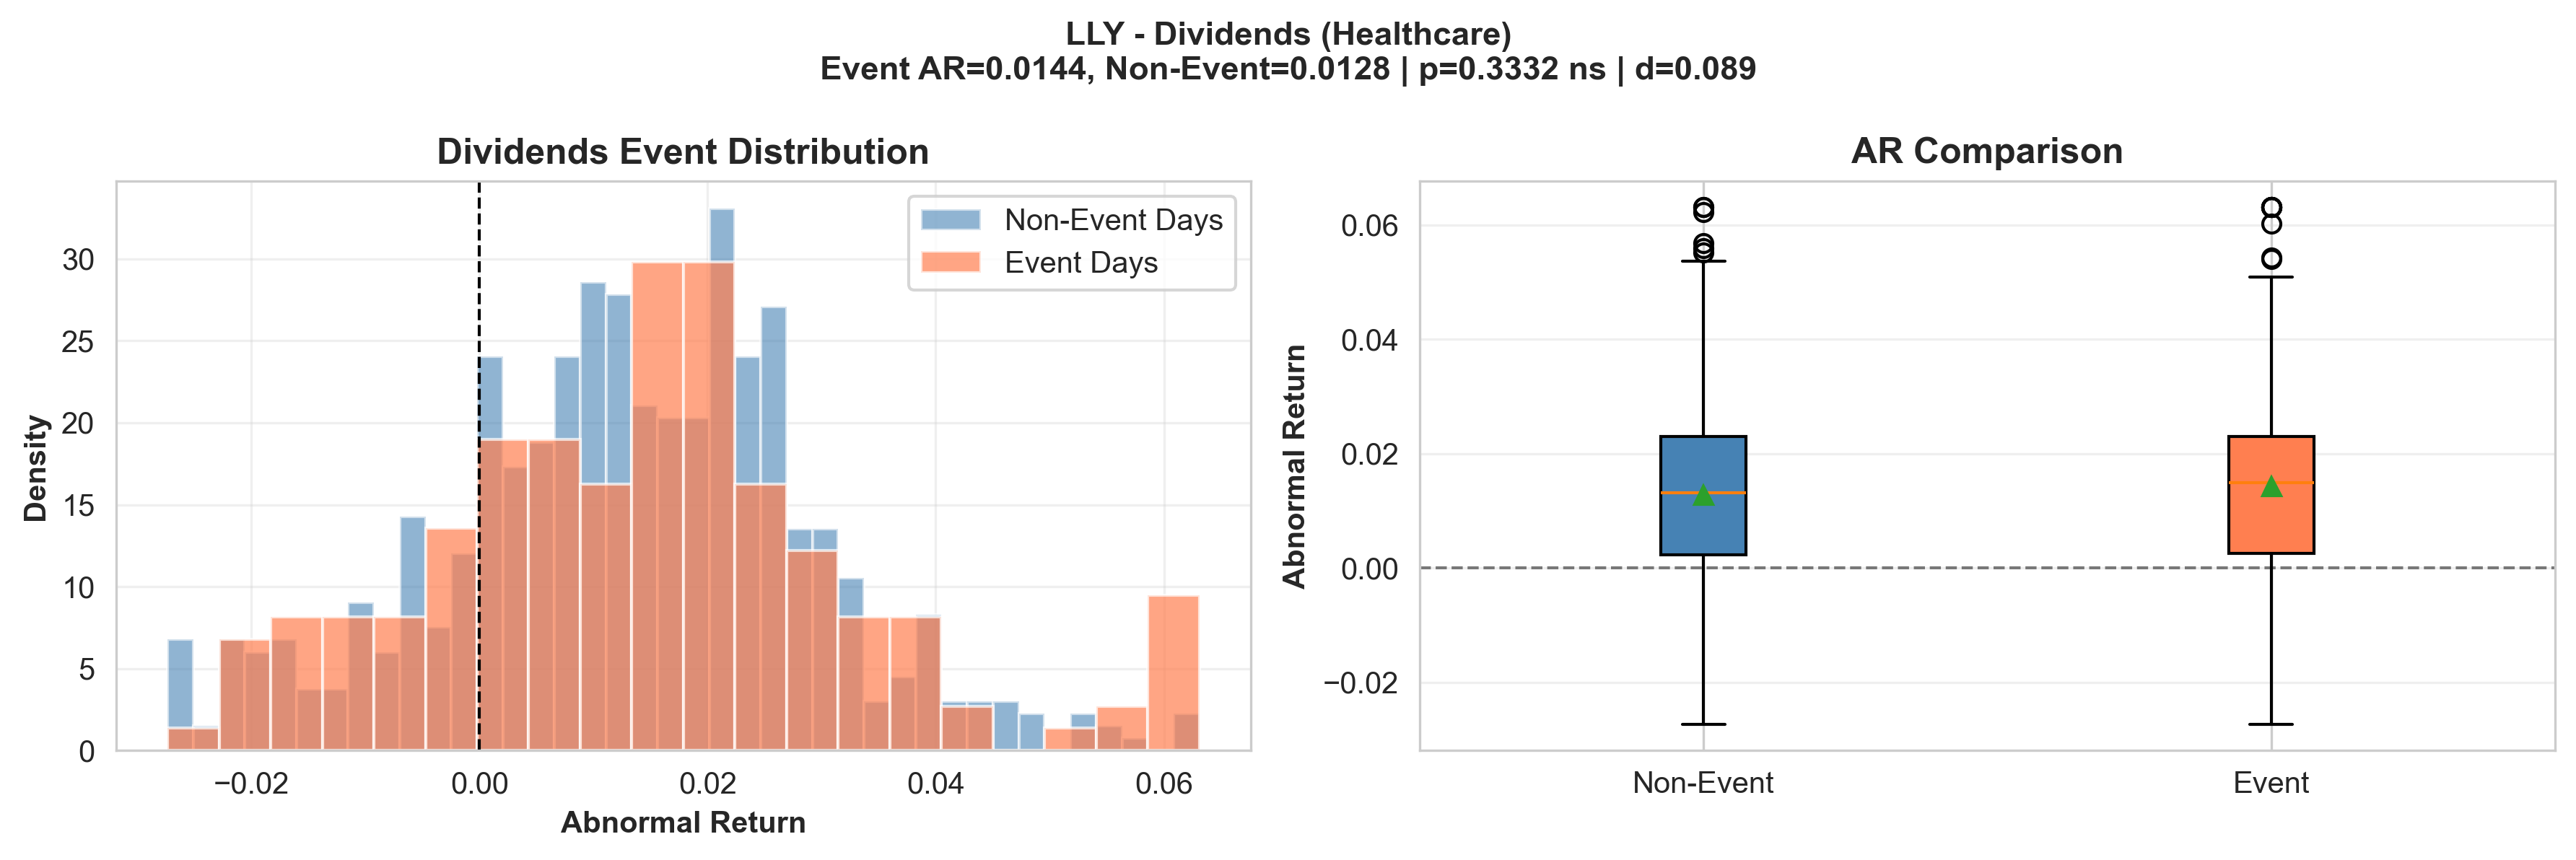 LLY - Dividends (Healthcare)
Event AR=0.0144, Non-Event=0.0128 | p=0.3332 ns | d=0.089
Dividends Event Distribution
Density
30
25
20
15
10
5
0
−0.02
0.00
0.02
0.04
0.06
Abnormal Return
Non-Event Days
Event Days
AR Comparison
Abnormal Return
0.06
0.04
0.02
0.00
−0.02
Non-Event
Event